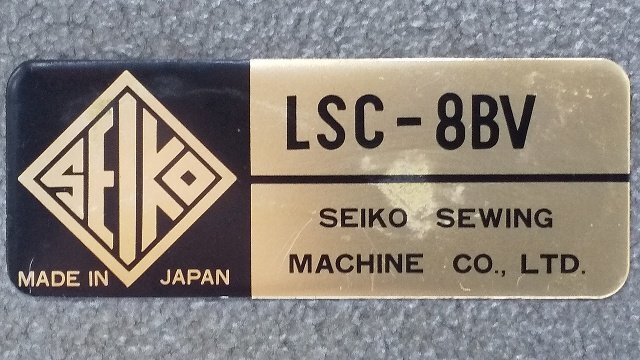 SEIKO
MADE IN JAPAN
LSC-8BV
SEIKO SEWING
MACHINE CO., LTD.